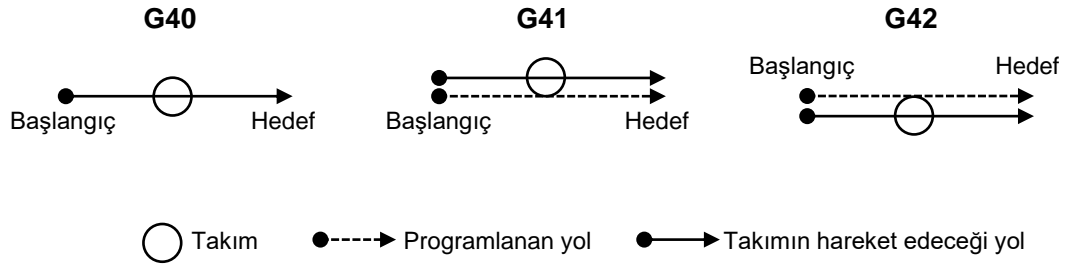 G40
G41
G42
Başlangıç
Hedef
Başlangıç
Hedef
Başlangıç
Hedef
Takım
Programlanan yol
Takımın hareket edeceği yol